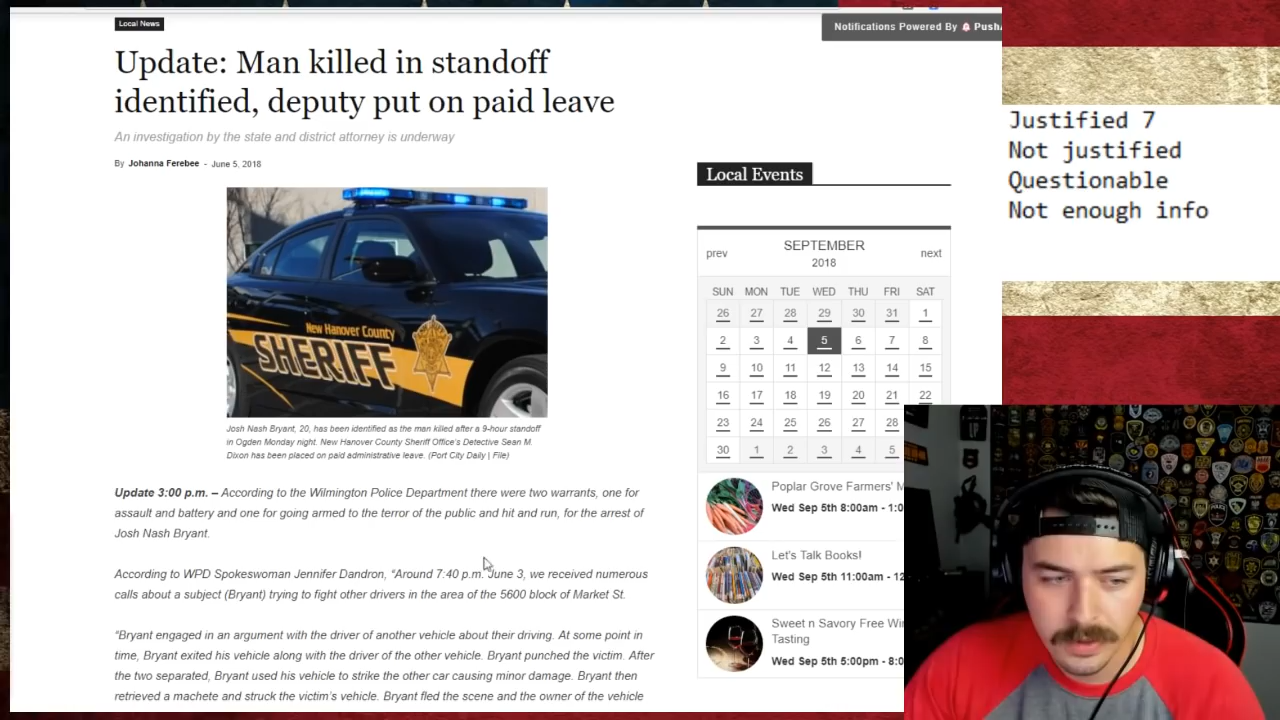 Local News
Notifications Powered By
Update: Man killed in standoff
identified, deputy put on paid leave
An investigation by the state and district attorney is underway
By Johanna Ferebee - June 5, 2018
New Hanover County
SHERIFF
Josh Nash Bryant, 20, has been identified as the man killed after a 9-hour standoff
in Ogden Monday night. New Hanover County Sheriff Office's Detective Sean M.
Dixon has been placed on paid administrative leave. (Port City Daily | File)
Update 3:00 p.m. – According to the Wilmington Police Department there were two warrants, one for
assault and battery and one for going armed to the terror of the public and hit and run, for the arrest of
Josh Nash Bryant.
According to WPD Spokeswoman Jennifer Dandron, “Around 7:40 p.m. June 3, we received numerous
calls about a subject (Bryant) trying to fight other drivers in the area of the 5600 block of Market St.
“Bryant engaged in an argument with the driver of another vehicle about their driving. At some point in
time, Bryant exited his vehicle along with the driver of the other vehicle. Bryant punched the victim. After
the two separated, Bryant used his vehicle to strike the other car causing minor damage. Bryant then
retrieved a machete and struck the victim’s vehicle. Bryant fled the scene and the owner of the vehicle
Local Events
prev SEPTEMBER next
2018
SUN MON TUE WED THU FRI SAT
26 27 28 29 30 31 1
2 3 4 5 6 7 8
9 10 11 12 13 14 15
16 17 18 19 20 21 22
23 24 25 26 27 28
30 1 2 3 4 5
Poplar Grove Farmers'
Wed Sep 5th 8:00am -
Let's Talk Books!
Wed Sep 5th 11:00am -
Sweet n Savory Free
Tasting
Wed Sep 5th 5:00pm -
Justified 7
Not justified
Questionable
Not enough info